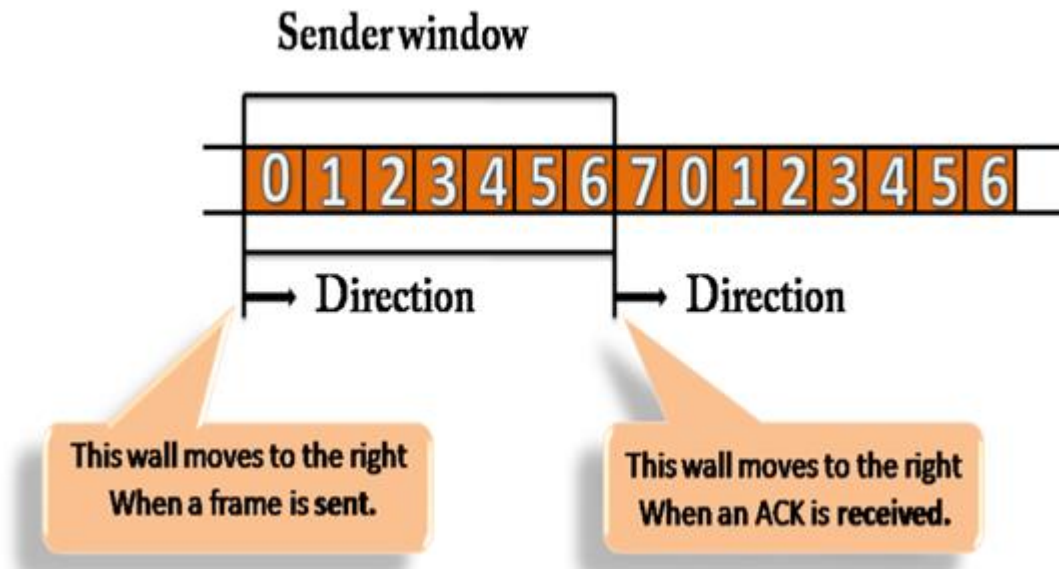 Sender window
0 1 2 3 4 5 6 7 0 1 2 3 4 5 6
Direction
Direction
This wall moves to the right
When a frame is sent.
This wall moves to the right
When an ACK is received.